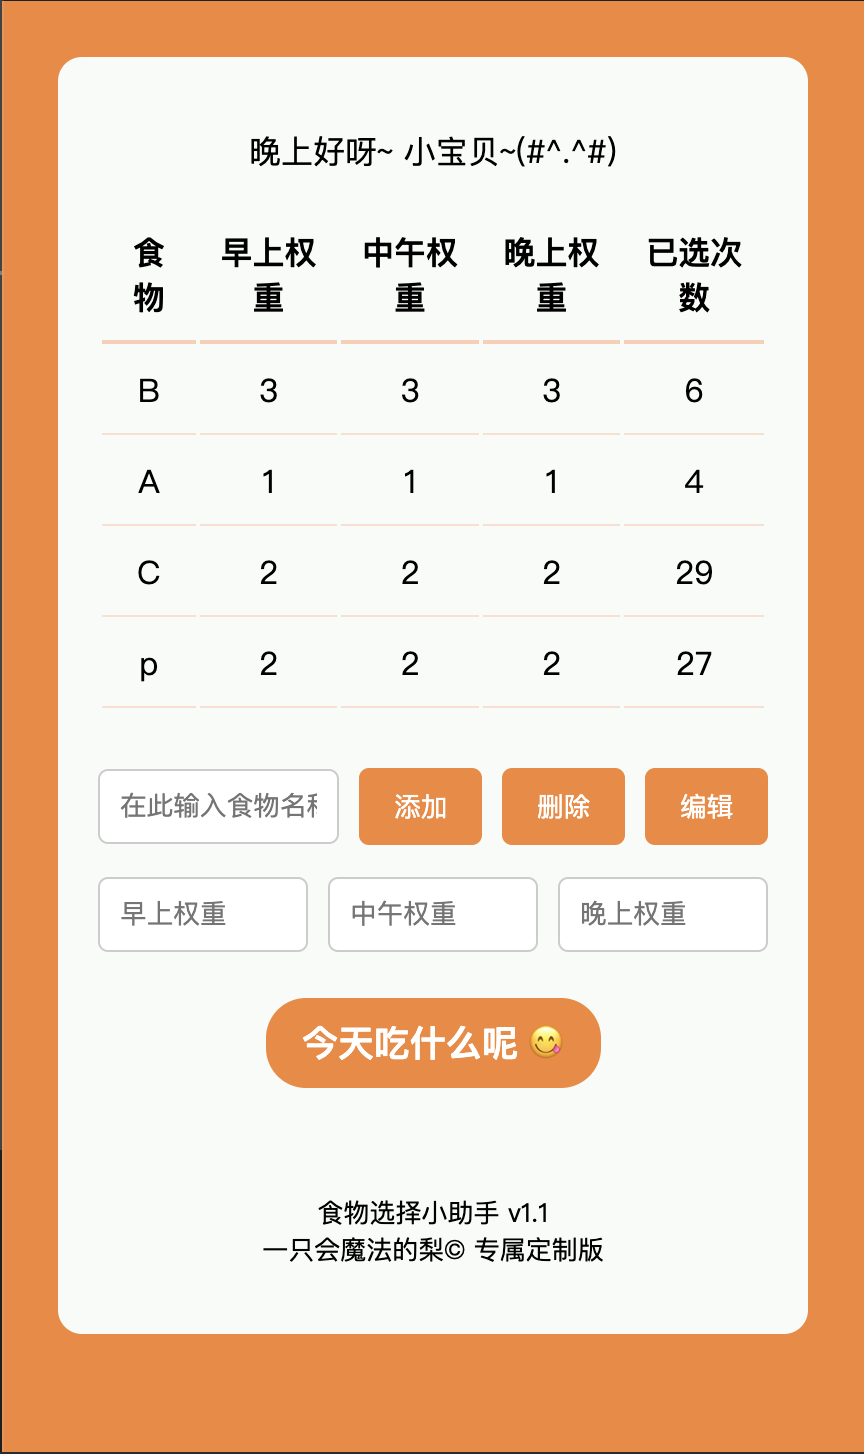 晚上好呀~ 小宝贝~(#^.^#)
食物 早上权重 中午权重 晚上权重 已选次数
B 3 3 3 6
A 1 1 1 4
C 2 2 2 29
p 2 2 2 27
在此输入食物名 添加 删除 编辑
早上权重 中午权重 晚上权重
今天吃什么呢 😋
食物选择小助手 v1.1
一只会魔法的梨© 专属定制版